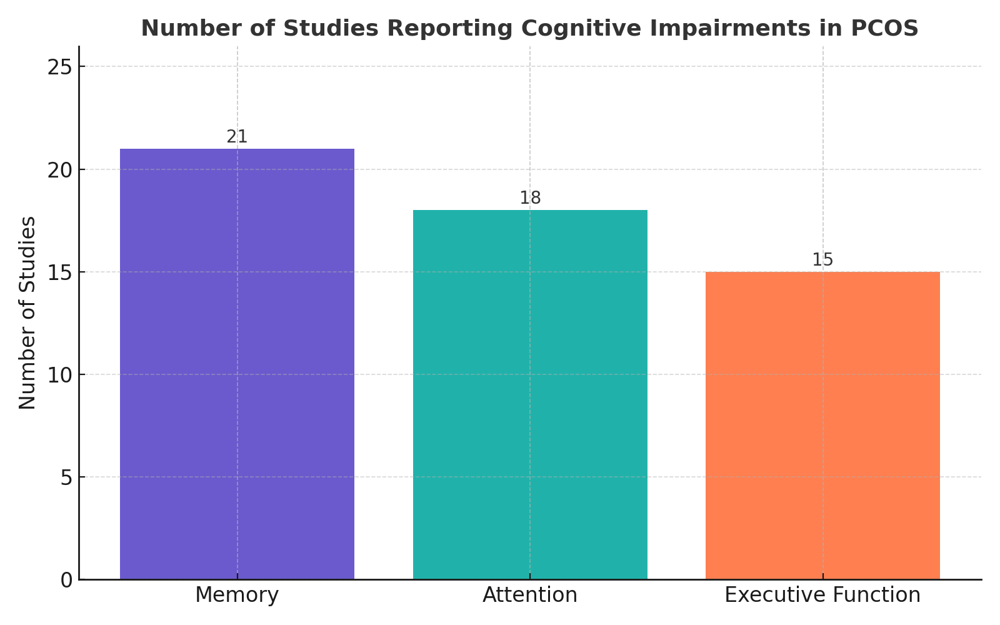 Number of Studies Reporting Cognitive Impairments in PCOS
Number of Studies
25
20
15
10
5
0
21
18
15
Memory
Attention
Executive Function